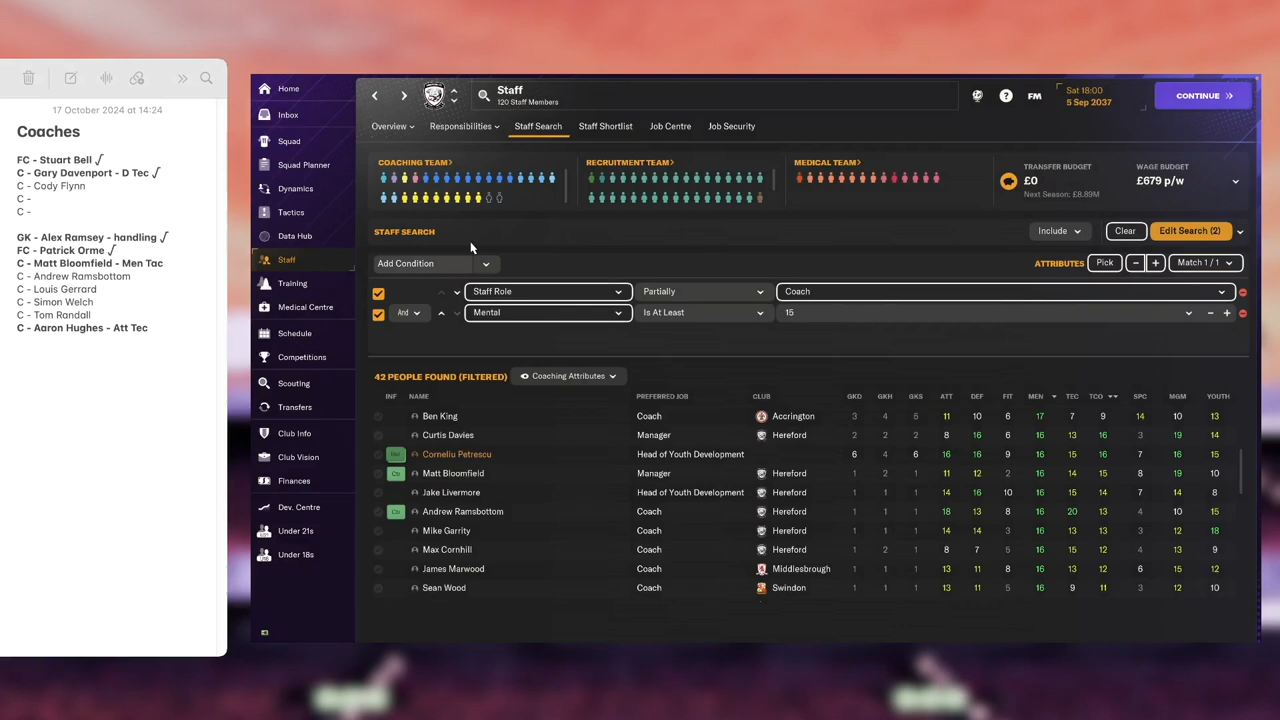 17 October 2024 at 14:24
Coaches
FC - Stuart Bell √
C - Gary Davenport - D Tec √
C - Cody Flynn
C -
C -
GK - Alex Ramsey - handling √
FC - Patrick Orme √
C - Matt Bloomfield - Men Tac
C - Andrew Ramsbottom
C - Louis Gerrard
C - Simon Welch
C - Tom Randall
C - Aaron Hughes - Att Tec
Home
Inbox
Squad
Squad Planner
Dynamics
Tactics
Data Hub
Staff
Training
Medical Centre
Schedule
Competitions
Scouting
Transfers
Club Info
Club Vision
Finances
Dev. Centre
Under 21s
Under 18s
Staff
120 Staff Members
FM
Sat 18:00
5 Sep 2037
CONTINUE
Overview Responsibilities Staff Search Staff Shortlist Job Centre Job Security
COACHING TEAM> RECRUITMENT TEAM> MEDICAL TEAM>
TRANSFER BUDGET
£0
Next Season: £8.89M
WAGE BUDGET
£679 p/w
STAFF SEARCH Include Clear Edit Search (2)
Add Condition ATTRIBUTES Pick - + Match 1 / 1
Staff Role Partially Coach
And Mental Is At Least 15 - +
42 PEOPLE FOUND (FILTERED) Coaching Attributes
INF NAME PREFERRED JOB CLUB GKD GKH GKS ATT DEF FIT MEN TEC TCO SPC MGM YOUTH
Ben King Coach Accrington 3 4 5 11 10 6 17 7 9 14 10 13
Curtis Davies Manager Hereford 2 2 2 8 16 6 16 13 16 3 19 14
Corneliu Petrescu Head of Youth Development 6 4 6 16 16 9 16 15 16 7 16 15
Ctr Matt Bloomfield Manager Hereford 1 2 1 11 12 2 16 14 15 8 19 10
Jake Livermore Head of Youth Development Hereford 1 1 1 14 16 10 16 15 14 7 14 8
Ctr Andrew Ramsbottom Coach Hereford 1 1 1 18 13 8 16 20 13 4 10 15
Mike Garrity Coach Hereford 1 1 1 14 14 3 16 13 13 3 12 18
Max Cornhill Coach Hereford 1 2 1 8 7 5 16 15 12 4 13 9
James Marwood Coach Middlesbrough 1 1 1 13 11 8 16 13 12 6 15 12
Sean Wood Coach Swindon 1 1 1 13 11 5 16 9 11 3 12 10